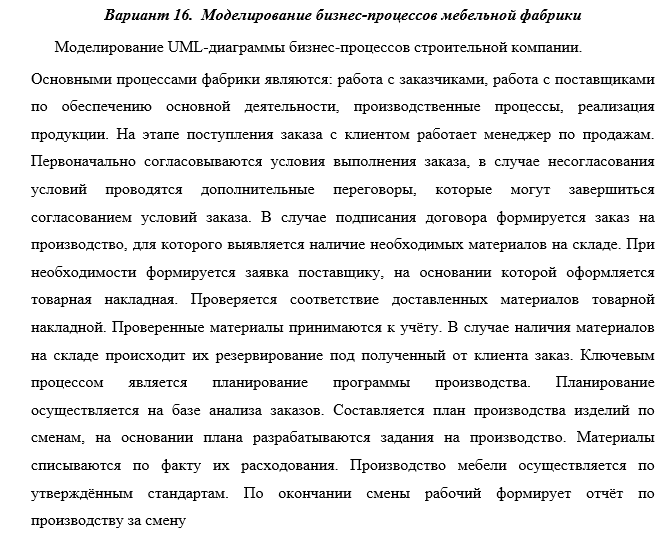 Вариант 16.  Моделирование бизнес-процессов мебельной фабрики
Моделирование UML-диаграммы бизнес-процессов строительной компании.
Основными процессами фабрики являются: работа с заказчиками, работа с поставщиками
по обеспечению основной деятельности, производственные процессы, реализация
продукции. На этапе поступления заказа с клиентом работает менеджер по продажам.
Первоначально согласовываются условия выполнения заказа, в случае несогласования
условий проводятся дополнительные переговоры, которые могут завершиться
согласованием условий заказа. В случае подписания договора формируется заказ на
производство, для которого выявляется наличие необходимых материалов на складе. При
необходимости формируется заявка поставщику, на основании которой оформляется
товарная накладная. Проверяется соответствие доставленных материалов товарной
накладной. Проверенные материалы принимаются к учёту. В случае наличия материалов
на складе происходит их резервирование под полученный от клиента заказ. Ключевым
процессом является планирование программы производства. Планирование
осуществляется на базе анализа заказов. Составляется план производства изделий по
сменам, на основании плана разрабатываются задания на производство. Материалы
списываются по факту их расходования. Производство мебели осуществляется по
утверждённым стандартам. По окончании смены рабочий формирует отчёт по
производству за смену